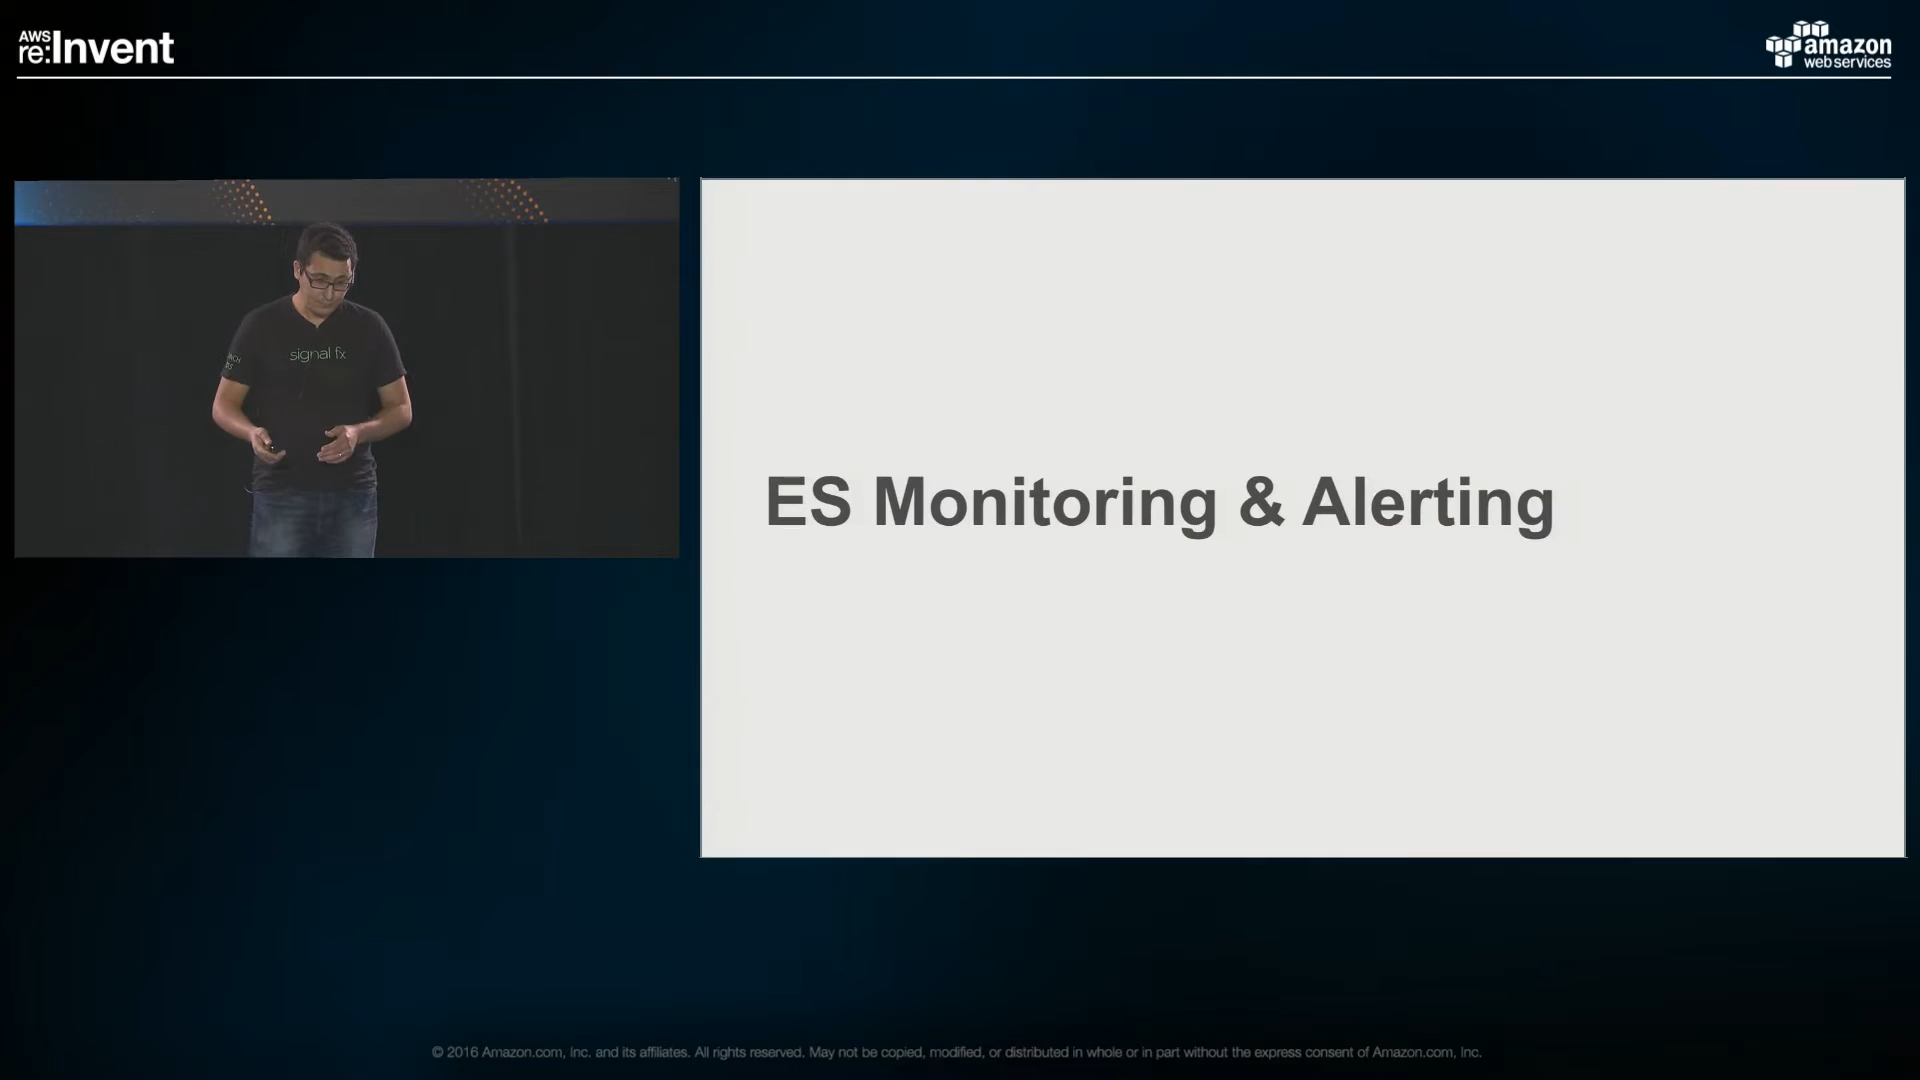 AWS
re:Invent
amazon
web services
signal fx
ES Monitoring & Alerting
© 2016 Amazon.com, Inc. and its affiliates. All rights reserved. May not be copied, modified, or distributed in whole or in part without the express consent of Amazon.com, Inc.